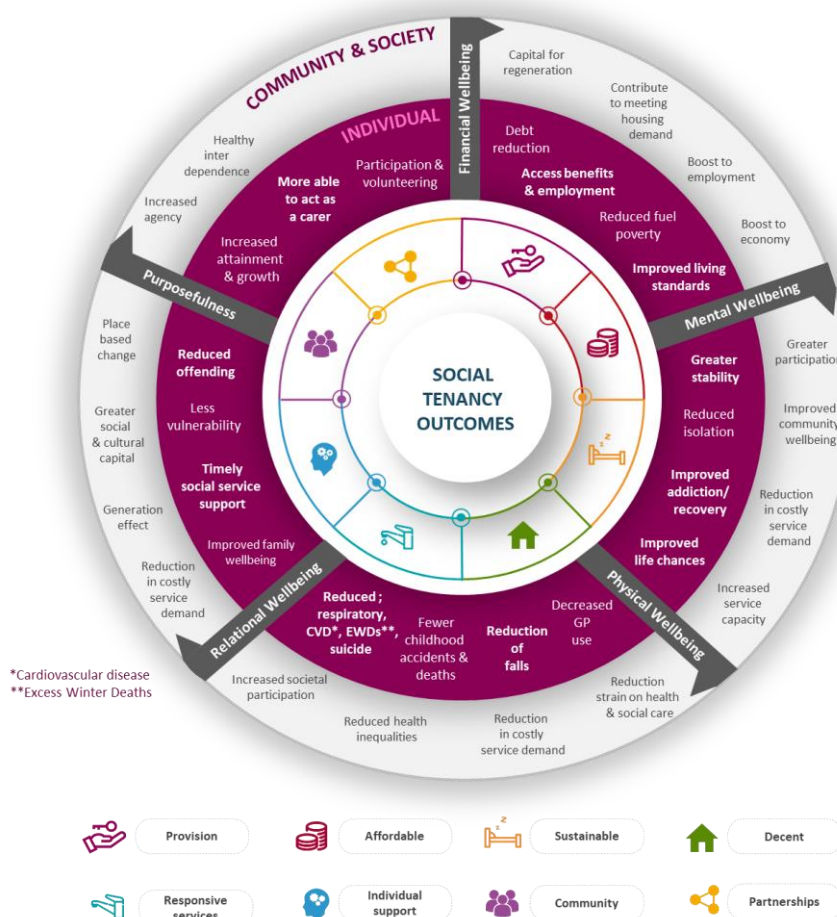 COMMUNITY & SOCIETY
INDIVIDUAL
Financial Wellbeing
Capital for
regeneration
Contribute
to meeting
housing
demand
Boost to
employment
Boost to
economy
Debt
reduction
Access benefits
& employment
Reduced fuel
poverty
Improved living
standards
Mental Wellbeing
Greater
participation
Improved
community
wellbeing
Reduction
in costly
service
demand
Increased
service
capacity
Greater
stability
Reduced
isolation
Improved
addiction/
recovery
Improved
life chances
Physical Wellbeing
Reduction
strain on health
& social care
Reduction
in costly
service demand
Reduced health
inequalities
Increased societal
participation
Decreased
GP
use
Reduction
of
falls
Fewer
childhood
accidents &
deaths
Reduced ;
respiratory,
CVD*, EWDs**,
suicide
Relational Wellbeing
Reduction
in costly
service
demand
Generation
effect
Greater
social
& cultural
capital
Place
based
change
Improved family
wellbeing
Timely
social service
support
Less
vulnerability
Reduced
offending
Purposefulness
Increased
agency
Healthy
inter
dependence
Increased
attainment
& growth
More able
to act as
a carer
Participation &
volunteering
SOCIAL
TENANCY
OUTCOMES
z
z
*Cardiovascular disease
**Excess Winter Deaths
Provision
Affordable
z
z
Sustainable
Decent
Responsive
services
Individual
support
Community
Partnerships